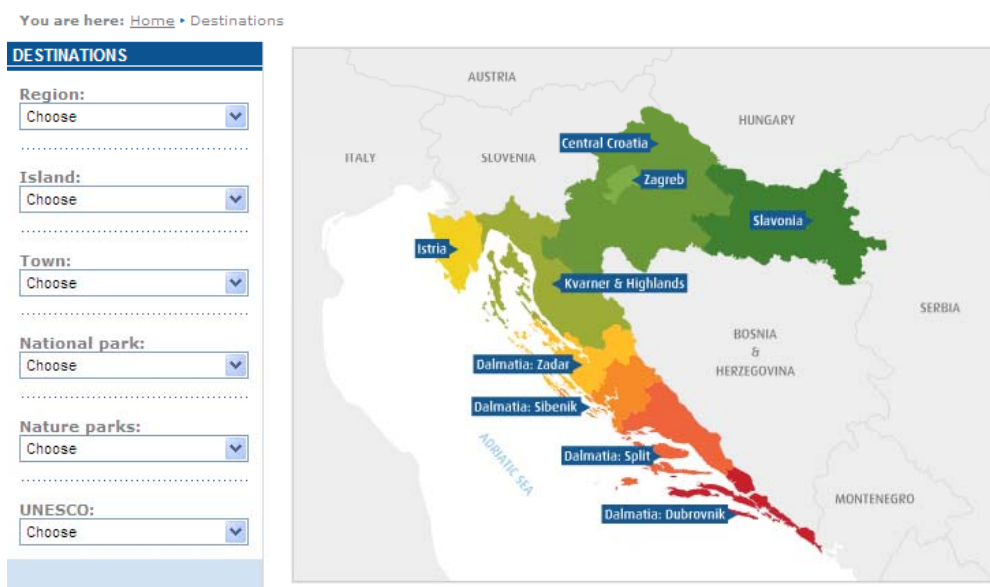 You are here: Home • Destinations
DESTINATIONS
Region:
Choose
Island:
Choose
Town:
Choose
National park:
Choose
Nature parks:
Choose
UNESCO:
Choose
AUSTRIA
HUNGARY
ITALY
SLOVENIA
Central Croatia
Zagreb
Slavonia
Istria
Kvarner & Highlands
SERBIA
BOSNIA
&
HERZEGOVINA
Dalmatia: Zadar
Dalmatia: Sibenik
ADRIATIC SEA
Dalmatia: Split
MONTENEGRO
Dalmatia: Dubrovnik